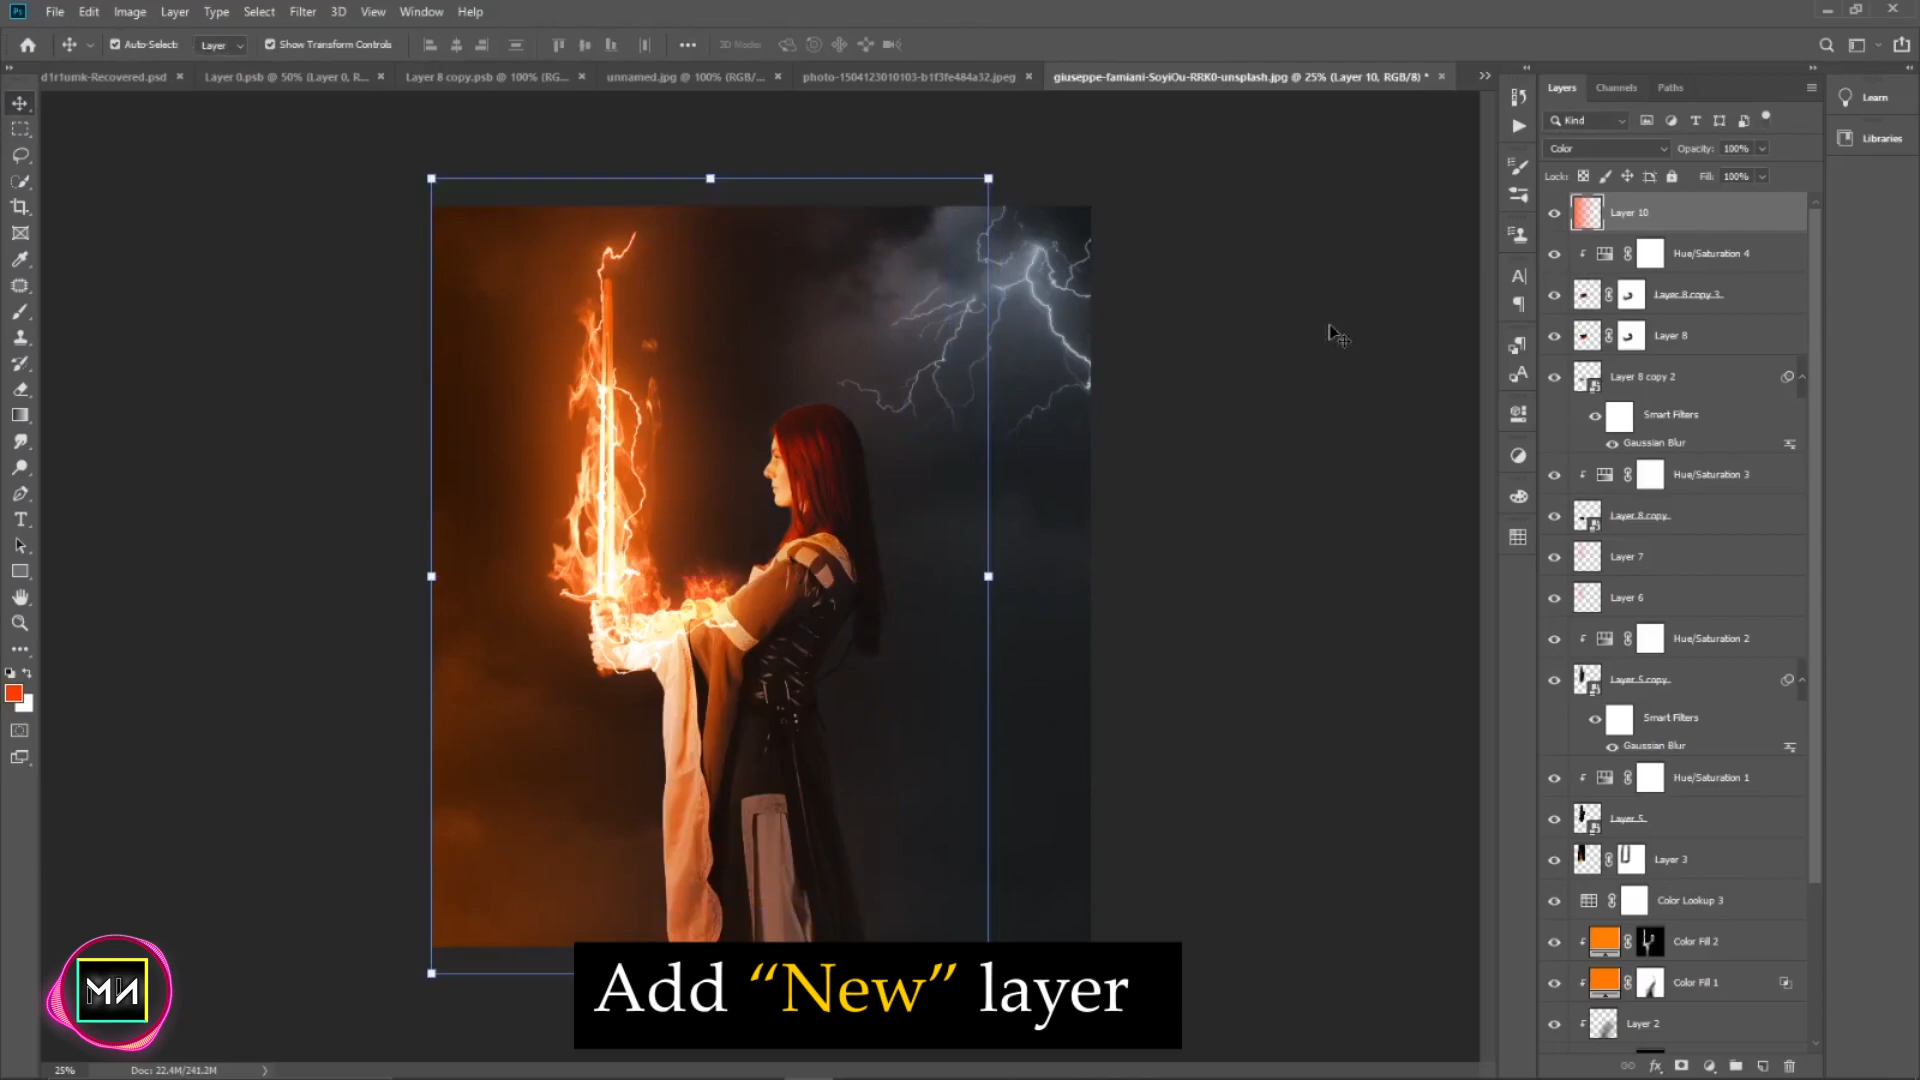 Ps File Edit Image Layer Type Select Filter 3D View Window Help
Auto-Select: Layer Show Transform Controls 3D Mode:
d1r1umk-Recovered.psd Layer 0.psb @ 50% (Layer 0, R... Layer 8 copy.psb @ 100% (RG... unnamed.jpg @ 100% (RGB/... photo-1504123010103-b1f3fe484a32.jpeg giuseppe-famiani-SoyiOu-RRK0-unsplash.jpg @ 25% (Layer 10, RGB/8) *
Layers Channels Paths
Learn
Kind
Libraries
Color Opacity: 100%
Lock: Fill: 100%
Layer 10
Hue/Saturation 4
Layer 8 copy 3
Layer 8
Layer 8 copy 2
Smart Filters
Gaussian Blur
Hue/Saturation 3
Layer 8 copy
Layer 7
Layer 6
Hue/Saturation 2
Layer 5 copy
Smart Filters
Gaussian Blur
Hue/Saturation 1
Layer 5
Layer 3
Color Lookup 3
Color Fill 2
Color Fill 1
Layer 2
Add “New” layer
25% Doc: 22.4M/241.2M